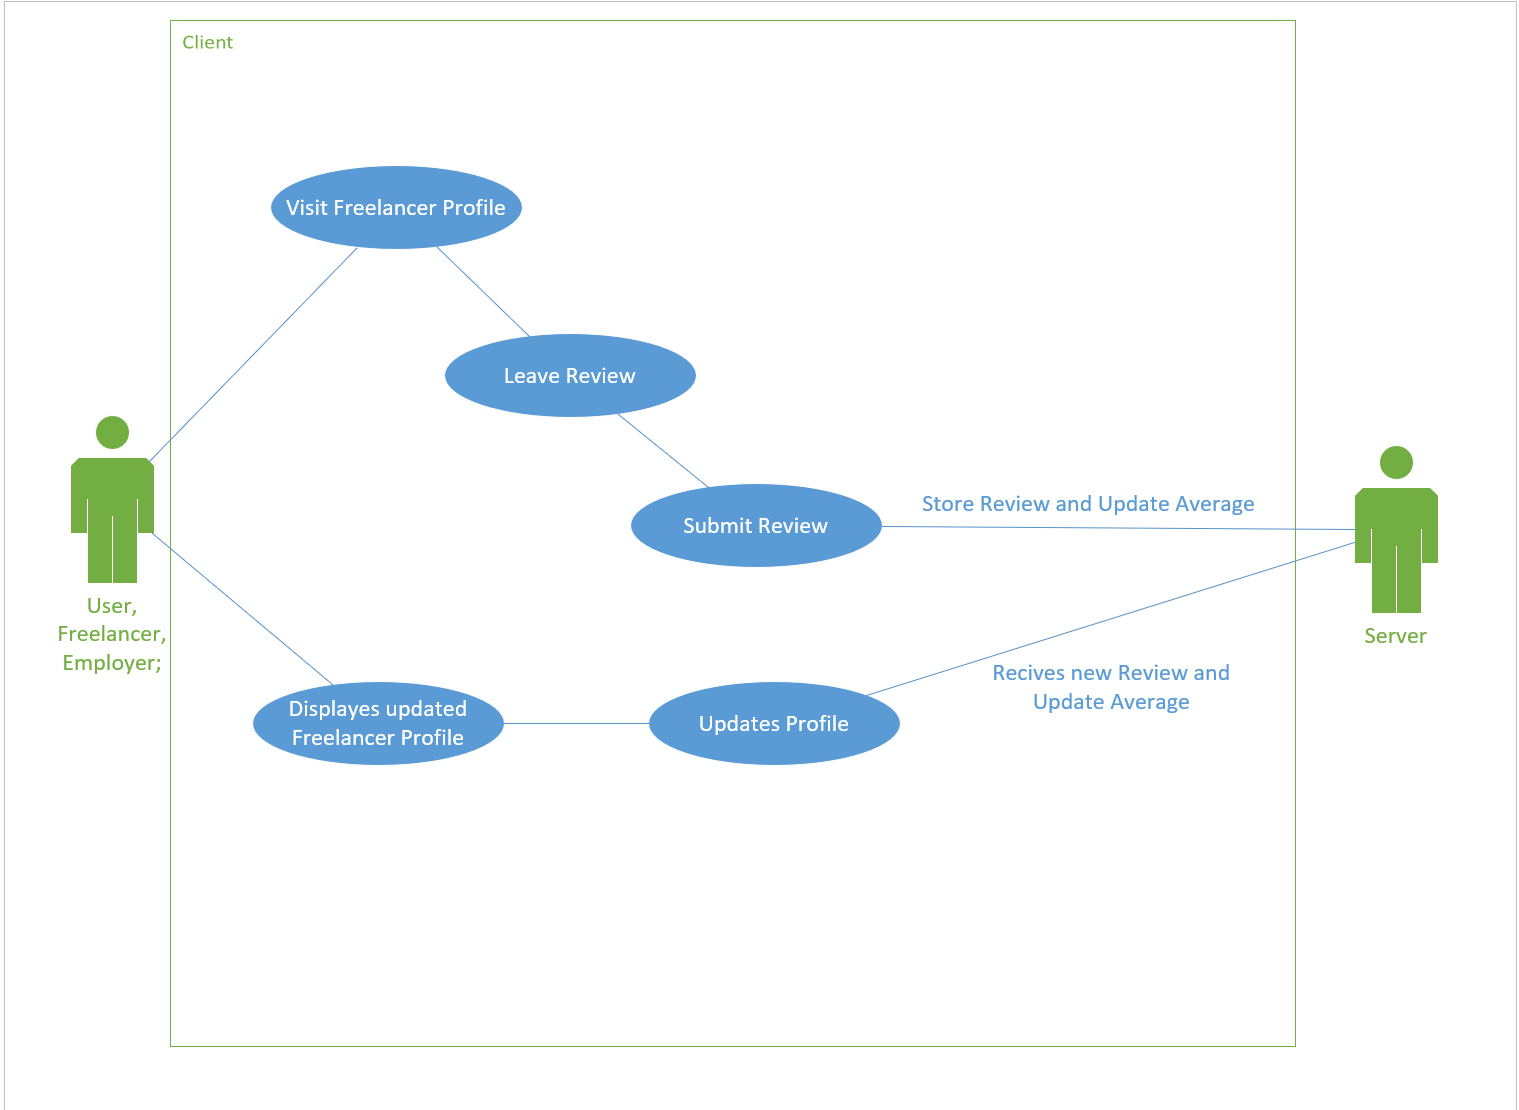 Client
Visit Freelancer Profile
Leave Review
Submit Review
Store Review and Update Average
User,
Freelancer,
Employer;
Server
Recives new Review and
Update Average
Displayes updated
Freelancer Profile
Updates Profile